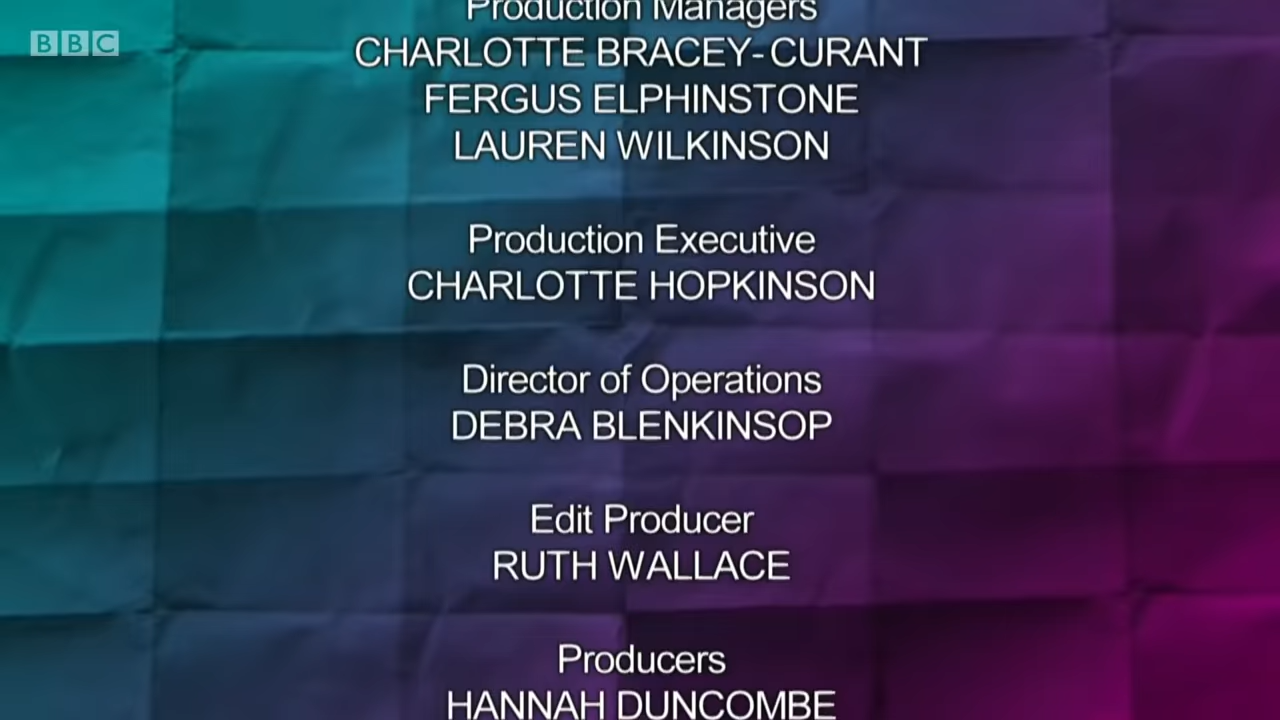 BBC
Production Managers
CHARLOTTE BRACEY-CURANT
FERGUS ELPHINSTONE
LAUREN WILKINSON
Production Executive
CHARLOTTE HOPKINSON
Director of Operations
DEBRA BLENKINSOP
Edit Producer
RUTH WALLACE
Producers
HANNAH DUNCOMBE